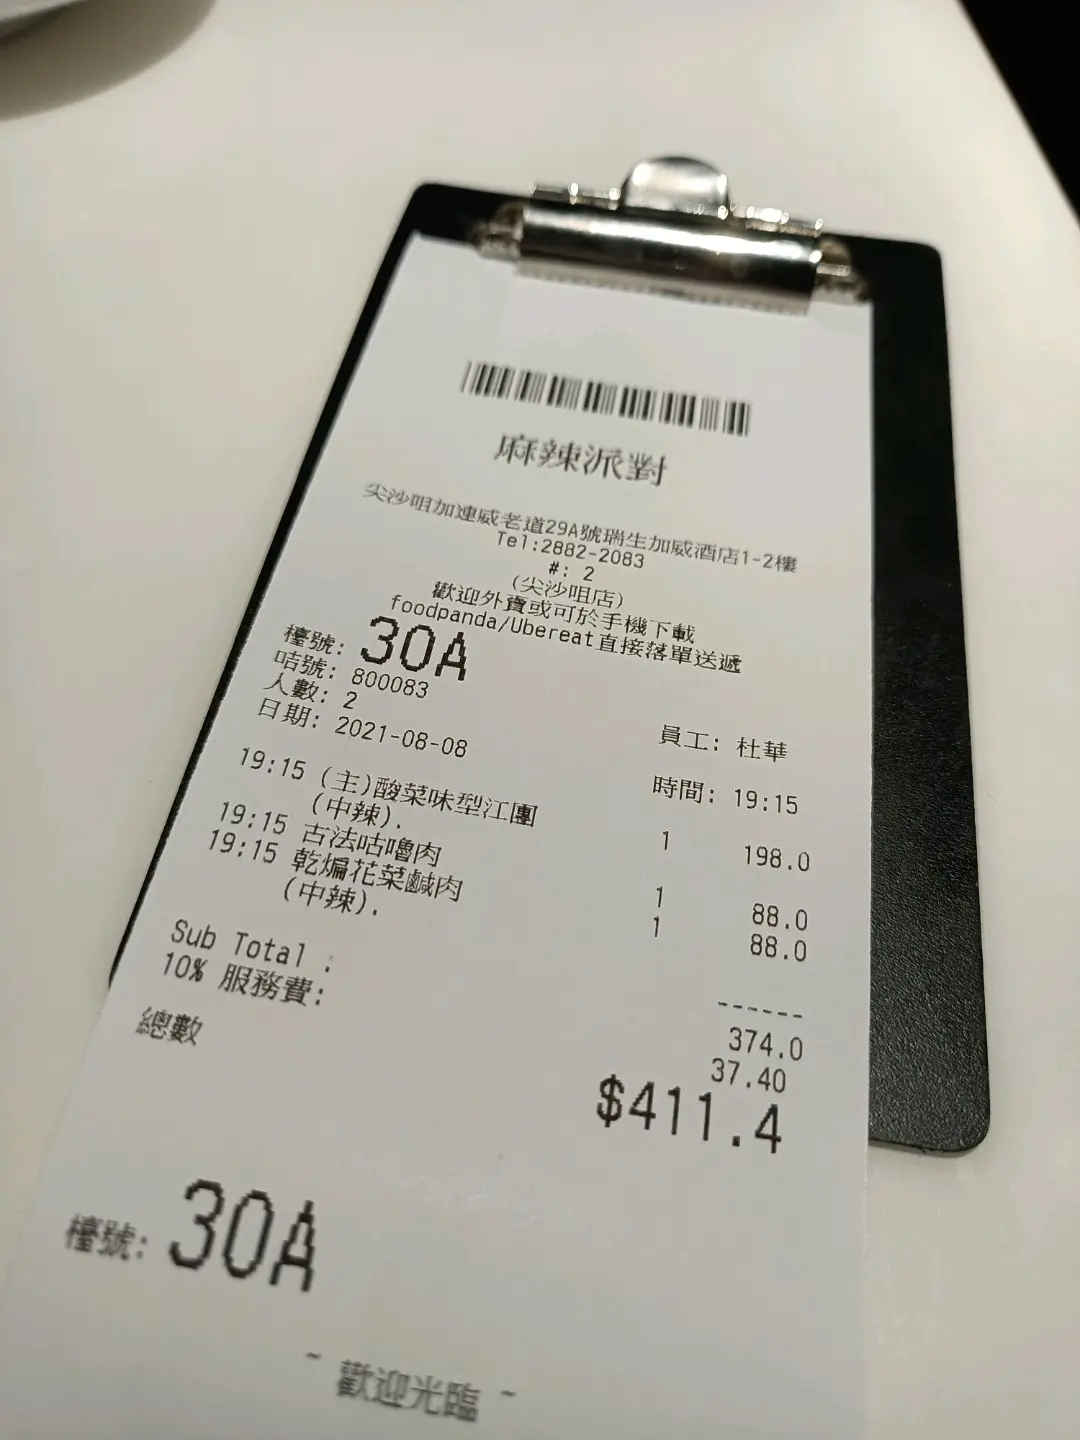 麻辣派對
尖沙咀加連威老道29A號瑞生加威酒店1-2樓
Tel:2882-2083
#: 2
(尖沙咀店)
歡迎外賣或可於手機下載
foodpanda/Ubereat直接落單送遞
檯號: 30A
咭號: 800083
人數: 2 員工: 杜華
日期: 2021-08-08 時間: 19:15
19:15 (主)酸菜味型江團 1 198.0
(中辣).
19:15 古法咕嚕肉 1 88.0
19:15 乾煸花菜鹹肉 1 88.0
(中辣).
------
Sub Total : 374.0
10% 服務費: 37.40
總數 $411.4
檯號: 30A
~ 歡迎光臨 ~